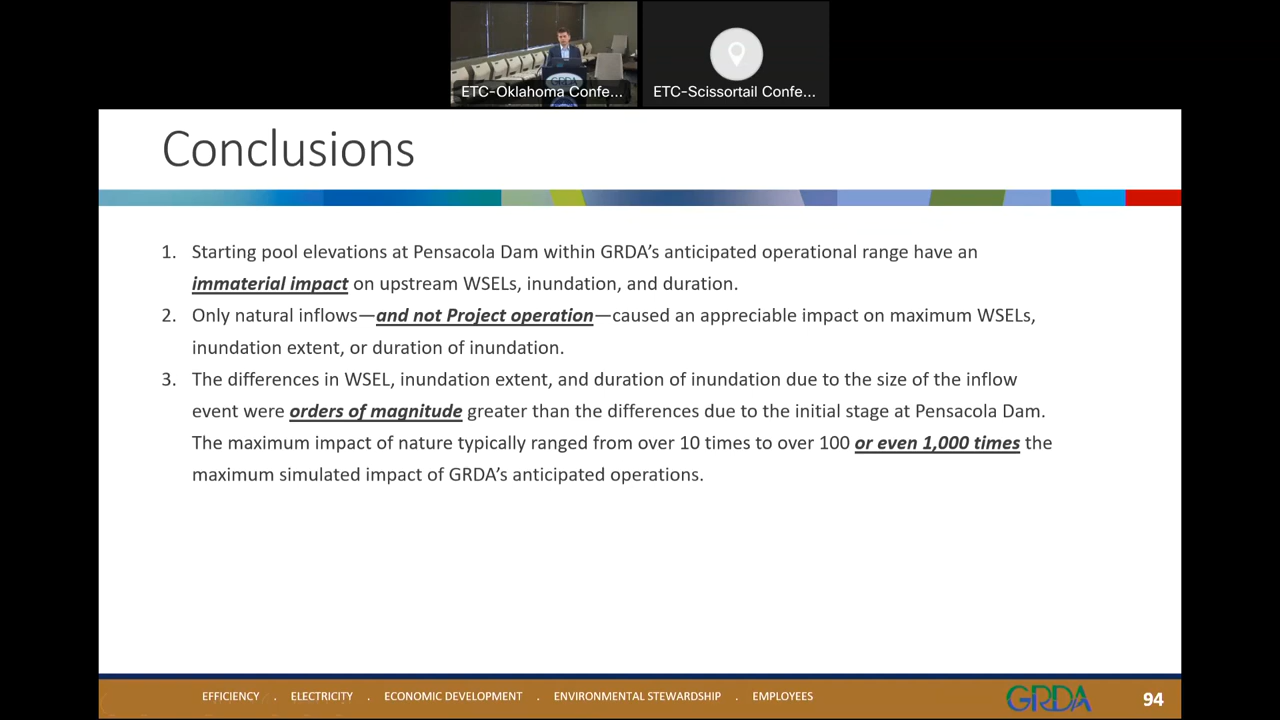 GRDA
ETC-Oklahoma Confe...
ETC-Scissortail Confe...
Conclusions
1. Starting pool elevations at Pensacola Dam within GRDA’s anticipated operational range have an
immaterial impact on upstream WSELs, inundation, and duration.
2. Only natural inflows—and not Project operation—caused an appreciable impact on maximum WSELs,
inundation extent, or duration of inundation.
3. The differences in WSEL, inundation extent, and duration of inundation due to the size of the inflow
event were orders of magnitude greater than the differences due to the initial stage at Pensacola Dam.
The maximum impact of nature typically ranged from over 10 times to over 100 or even 1,000 times the
maximum simulated impact of GRDA’s anticipated operations.
EFFICIENCY . ELECTRICITY . ECONOMIC DEVELOPMENT . ENVIRONMENTAL STEWARDSHIP . EMPLOYEES
GRDA
94